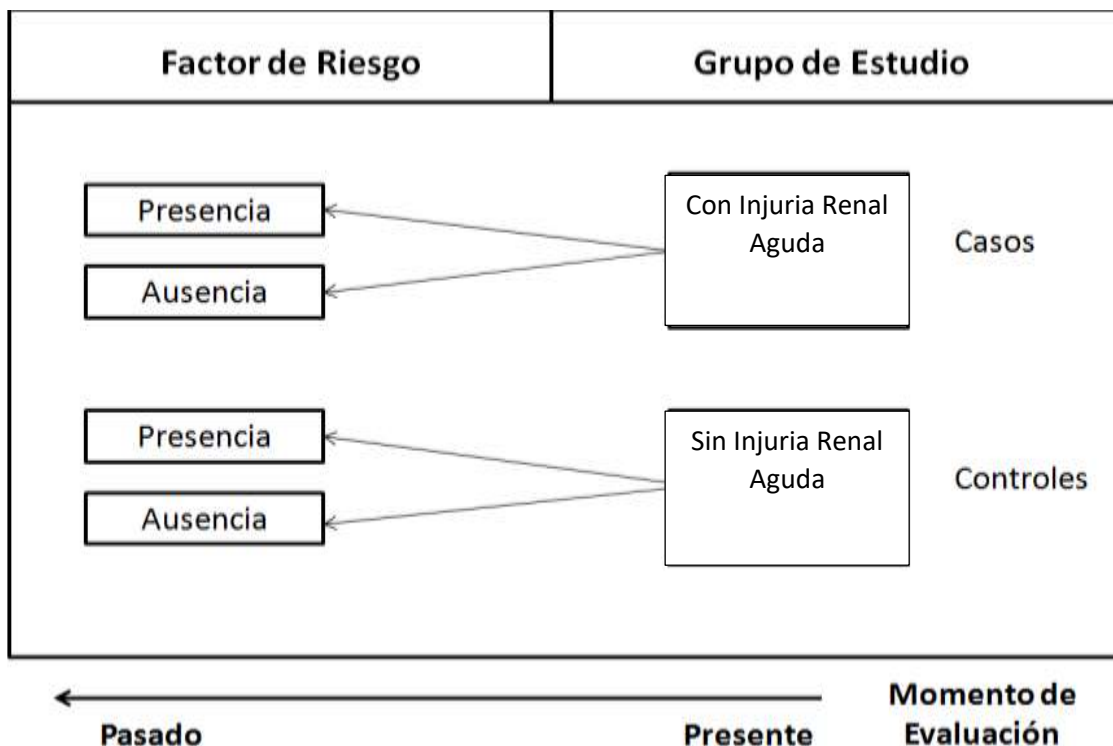 Factor de Riesgo
Grupo de Estudio
Presencia
Ausencia
Con Injuria Renal
Aguda
Casos
Presencia
Ausencia
Sin Injuria Renal
Aguda
Controles
Pasado
Presente
Momento de
Evaluación